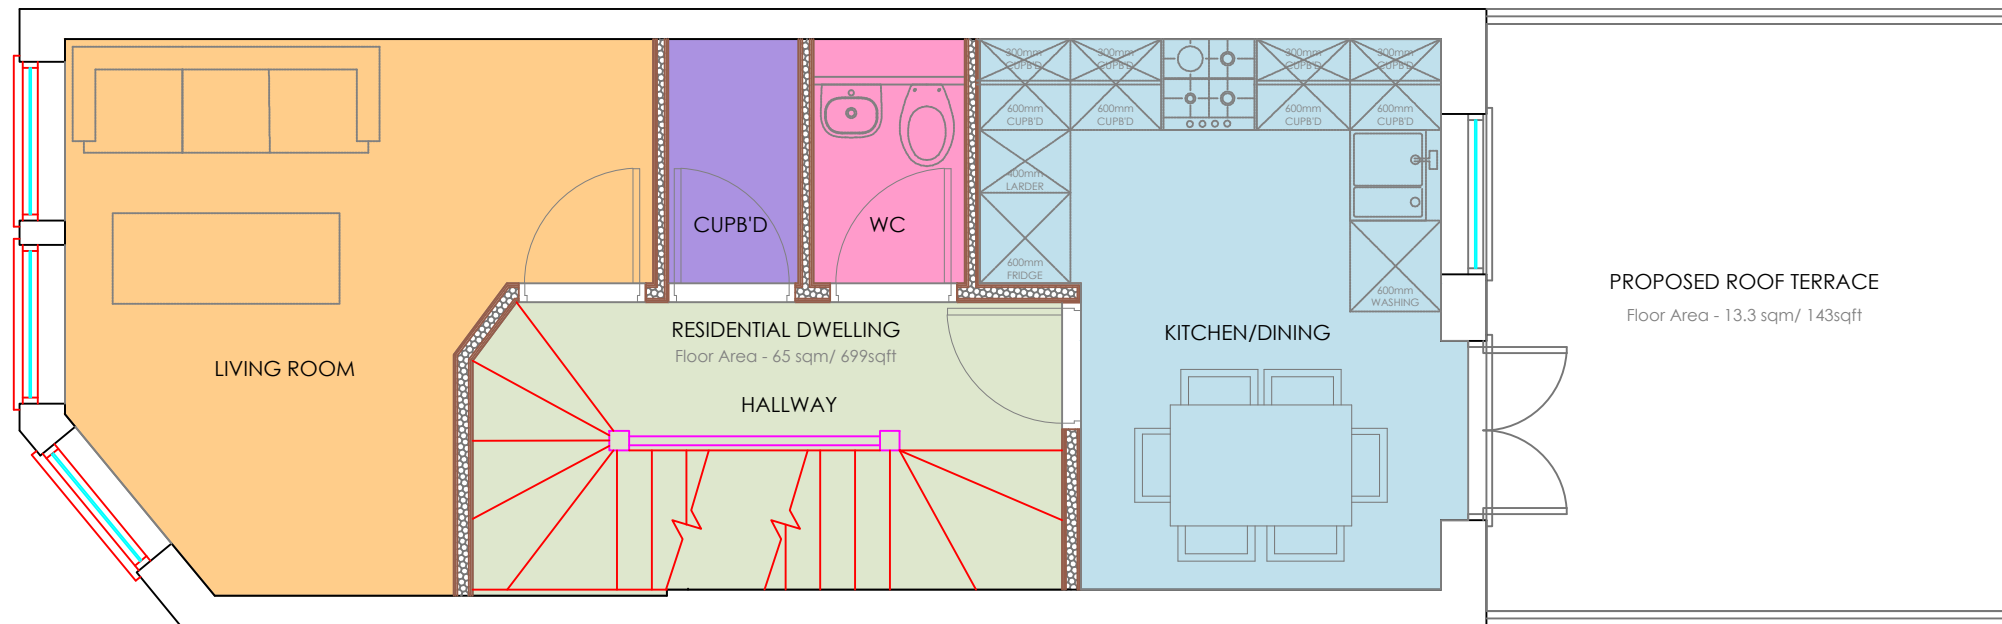 300mm
CUPB'D
300mm
CUPB'D
300mm
CUPB'D
300mm
CUPB'D
600mm
CUPB'D
600mm
CUPB'D
600mm
CUPB'D
600mm
CUPB'D
400mm
LARDER
CUPB'D
WC
600mm
FRIDGE
600mm
WASHING
PROPOSED ROOF TERRACE
Floor Area - 13.3 sqm/ 143sqft
RESIDENTIAL DWELLING
Floor Area - 65 sqm/ 699sqft
KITCHEN/DINING
LIVING ROOM
HALLWAY